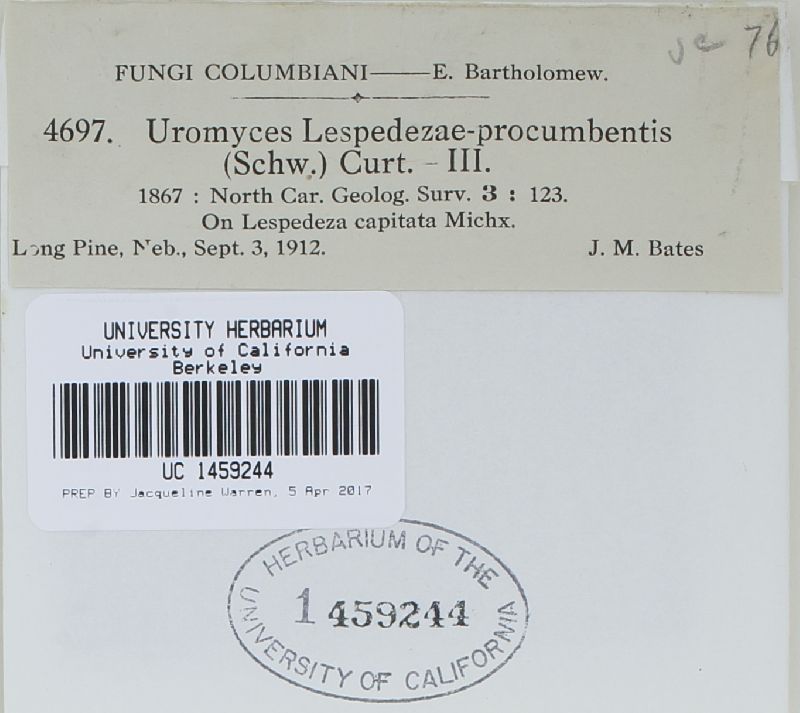 76
FUNGI COLUMBIANI——E. Bartholomew.
4697. Uromyces Lespedezae-procumbentis
(Schw.) Curt. – III.
1867 : North Car. Geolog. Surv. 3 : 123.
On Lespedeza capitata Michx.
Long Pine, Neb., Sept. 3, 1912. J. M. Bates
UNIVERSITY HERBARIUM
University of California
Berkeley
UC 1459244
PREP BY Jacqueline Warren, 5 Apr 2017
HERBARIUM OF THE
1 459244
UNIVERSITY OF CALIFORNIA